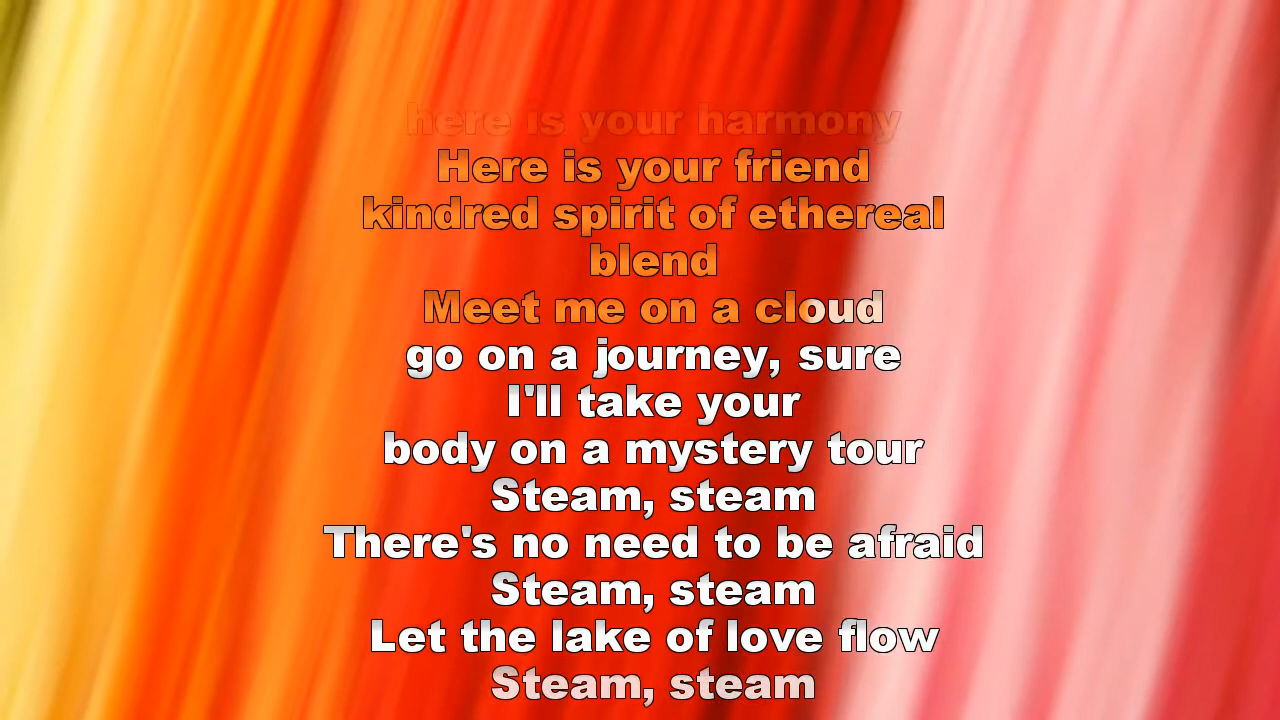 here is your harmony
Here is your friend
kindred spirit of ethereal
blend
Meet me on a cloud
go on a journey, sure
I'll take your
body on a mystery tour
Steam, steam
There's no need to be afraid
Steam, steam
Let the lake of love flow
Steam, steam